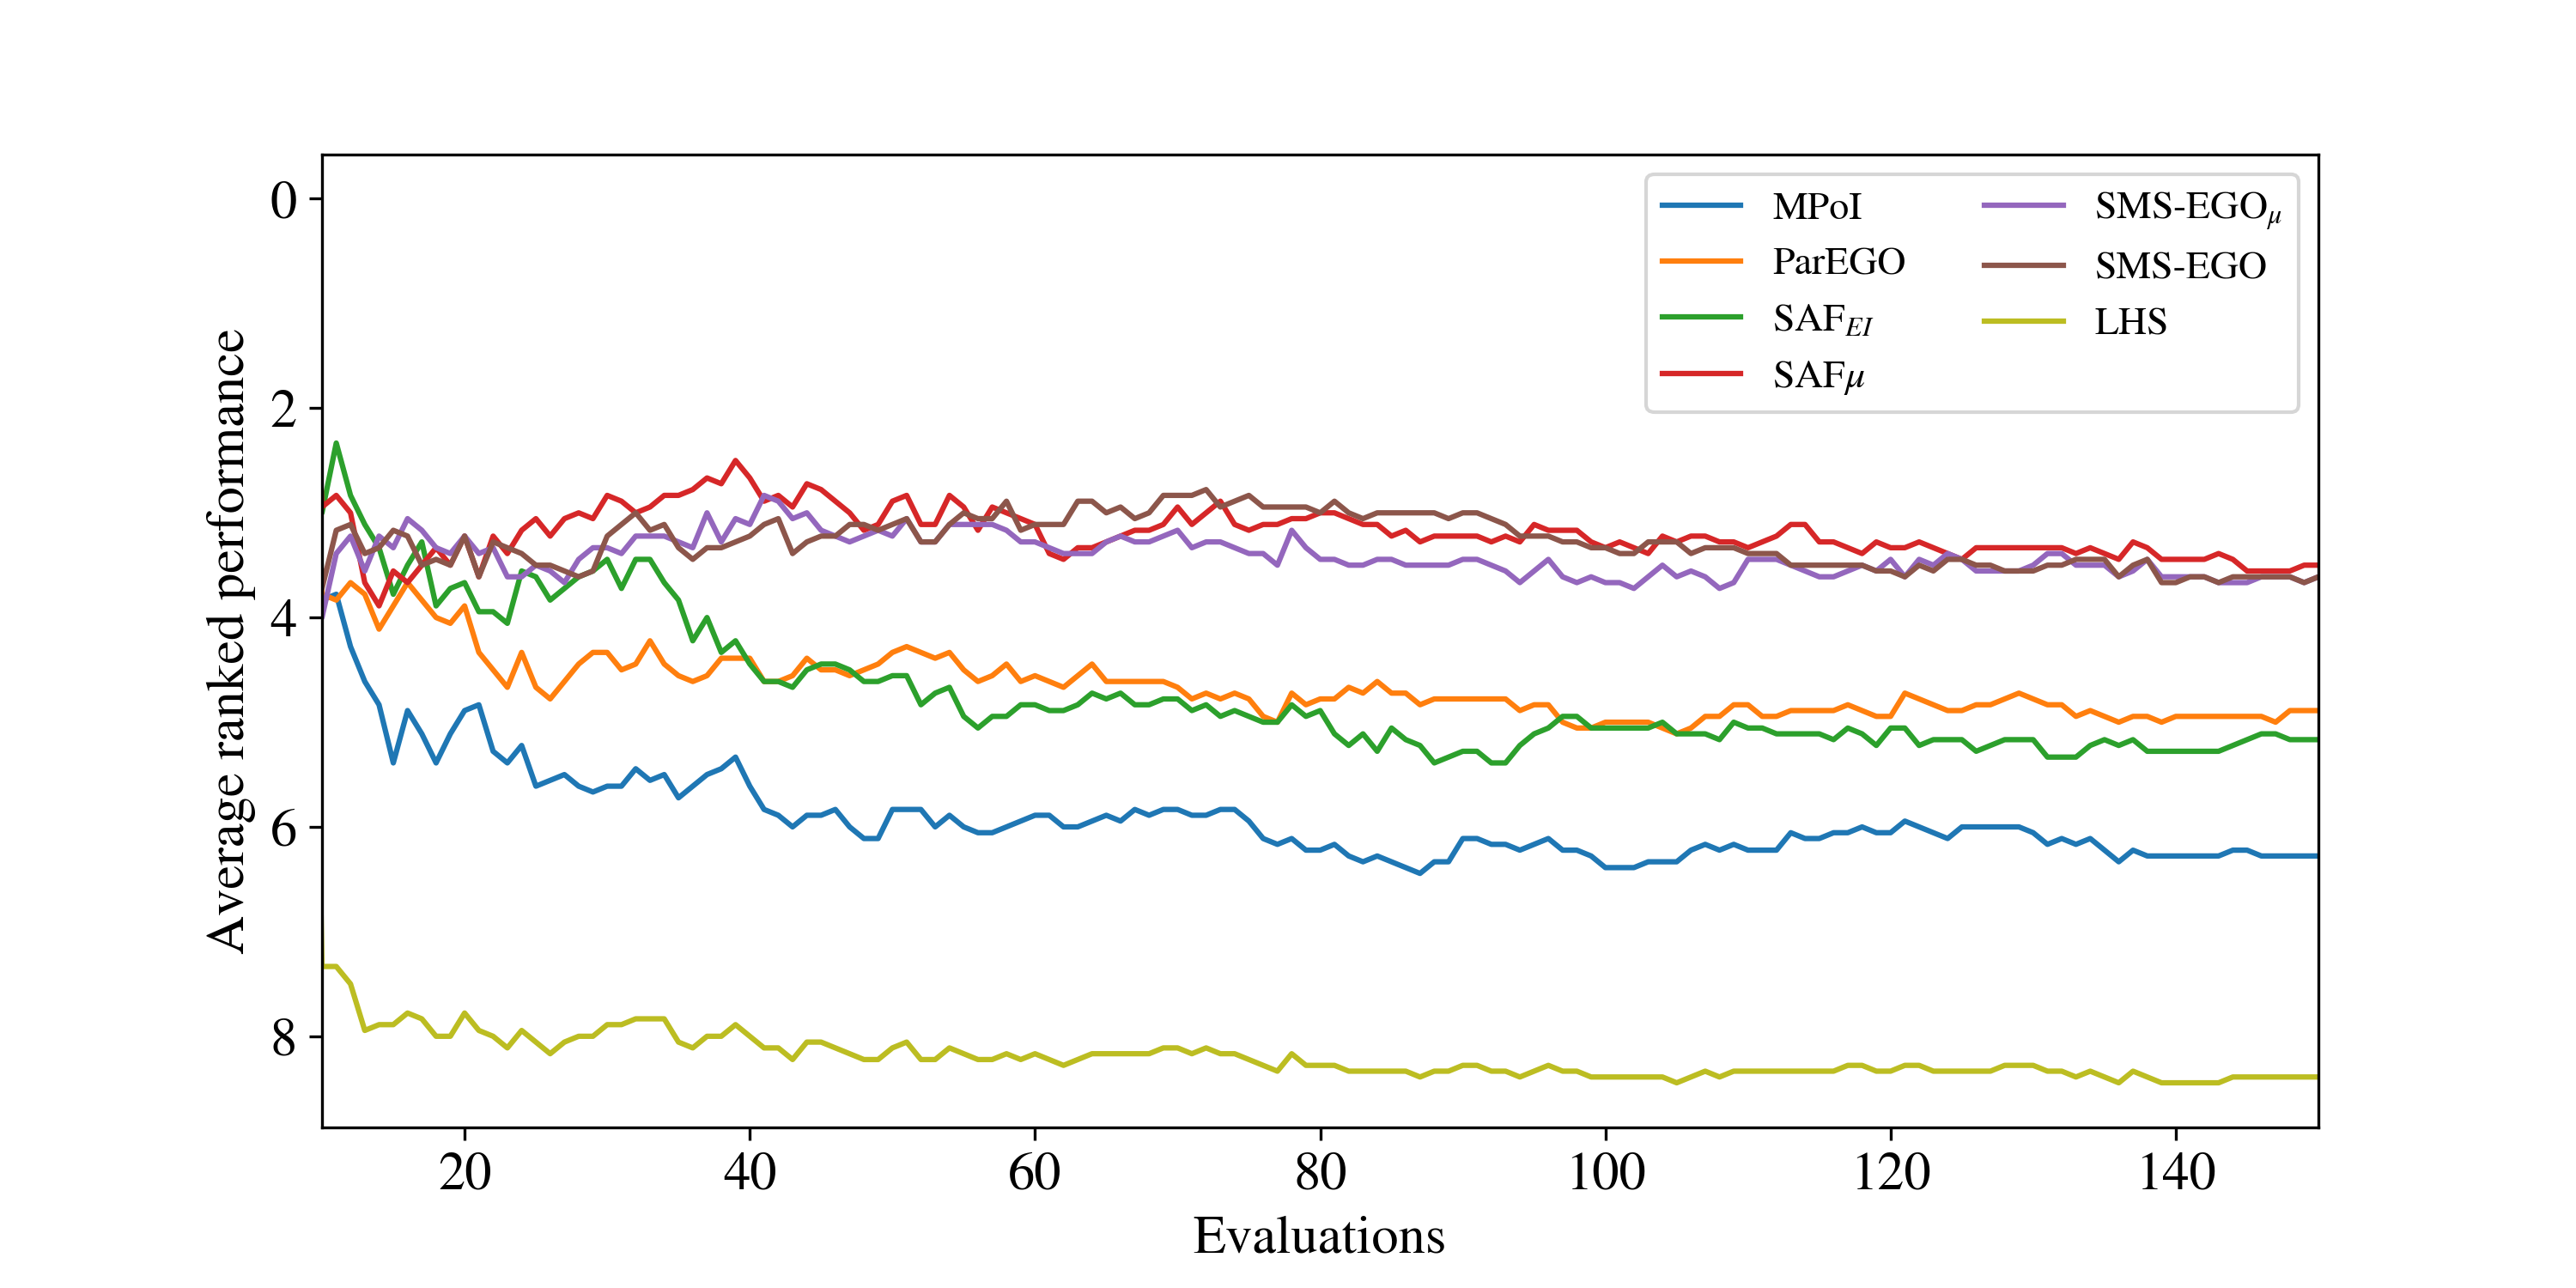 MPoI
ParEGO
SAF_EI
SAFμ
SMS-EGO_μ
SMS-EGO
LHS
Average ranked performance
0
2
4
6
8
20 40 60 80 100 120 140
Evaluations